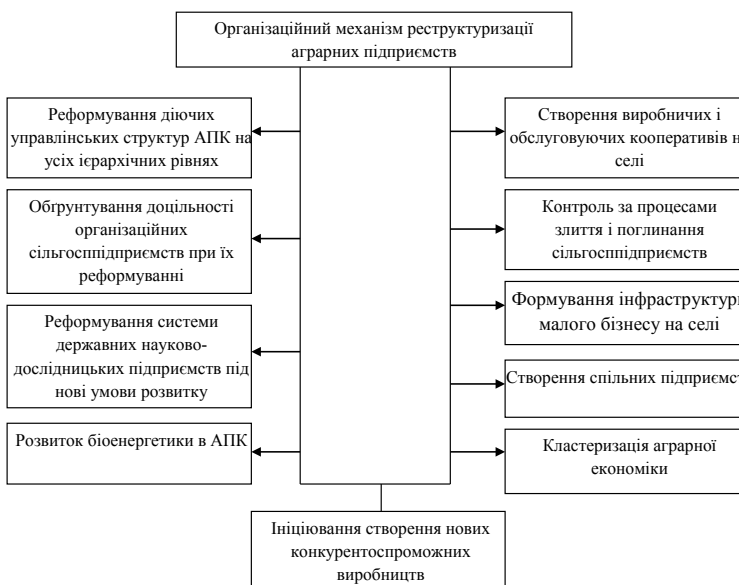 Організаційний механізм реструктуризації
аграрних підприємств
Реформування діючих
управлінських структур АПК на
усіх ієрархічних рівнях
Обґрунтування доцільності
організаційних
сільгосппідприємств при їх
реформуванні
Реформування системи
державних науково-
дослідницьких підприємств під
нові умови розвитку
Розвиток біоенергетики в АПК
Створення виробничих і
обслуговуючих кооперативів н
селі
Контроль за процесами
злиття і поглинання
сільгосппідприємств
Формування інфраструктури
малого бізнесу на селі
Створення спільних підприємст
Кластеризація аграрної
економіки
Ініціювання створення нових
конкурентоспроможних
виробництв